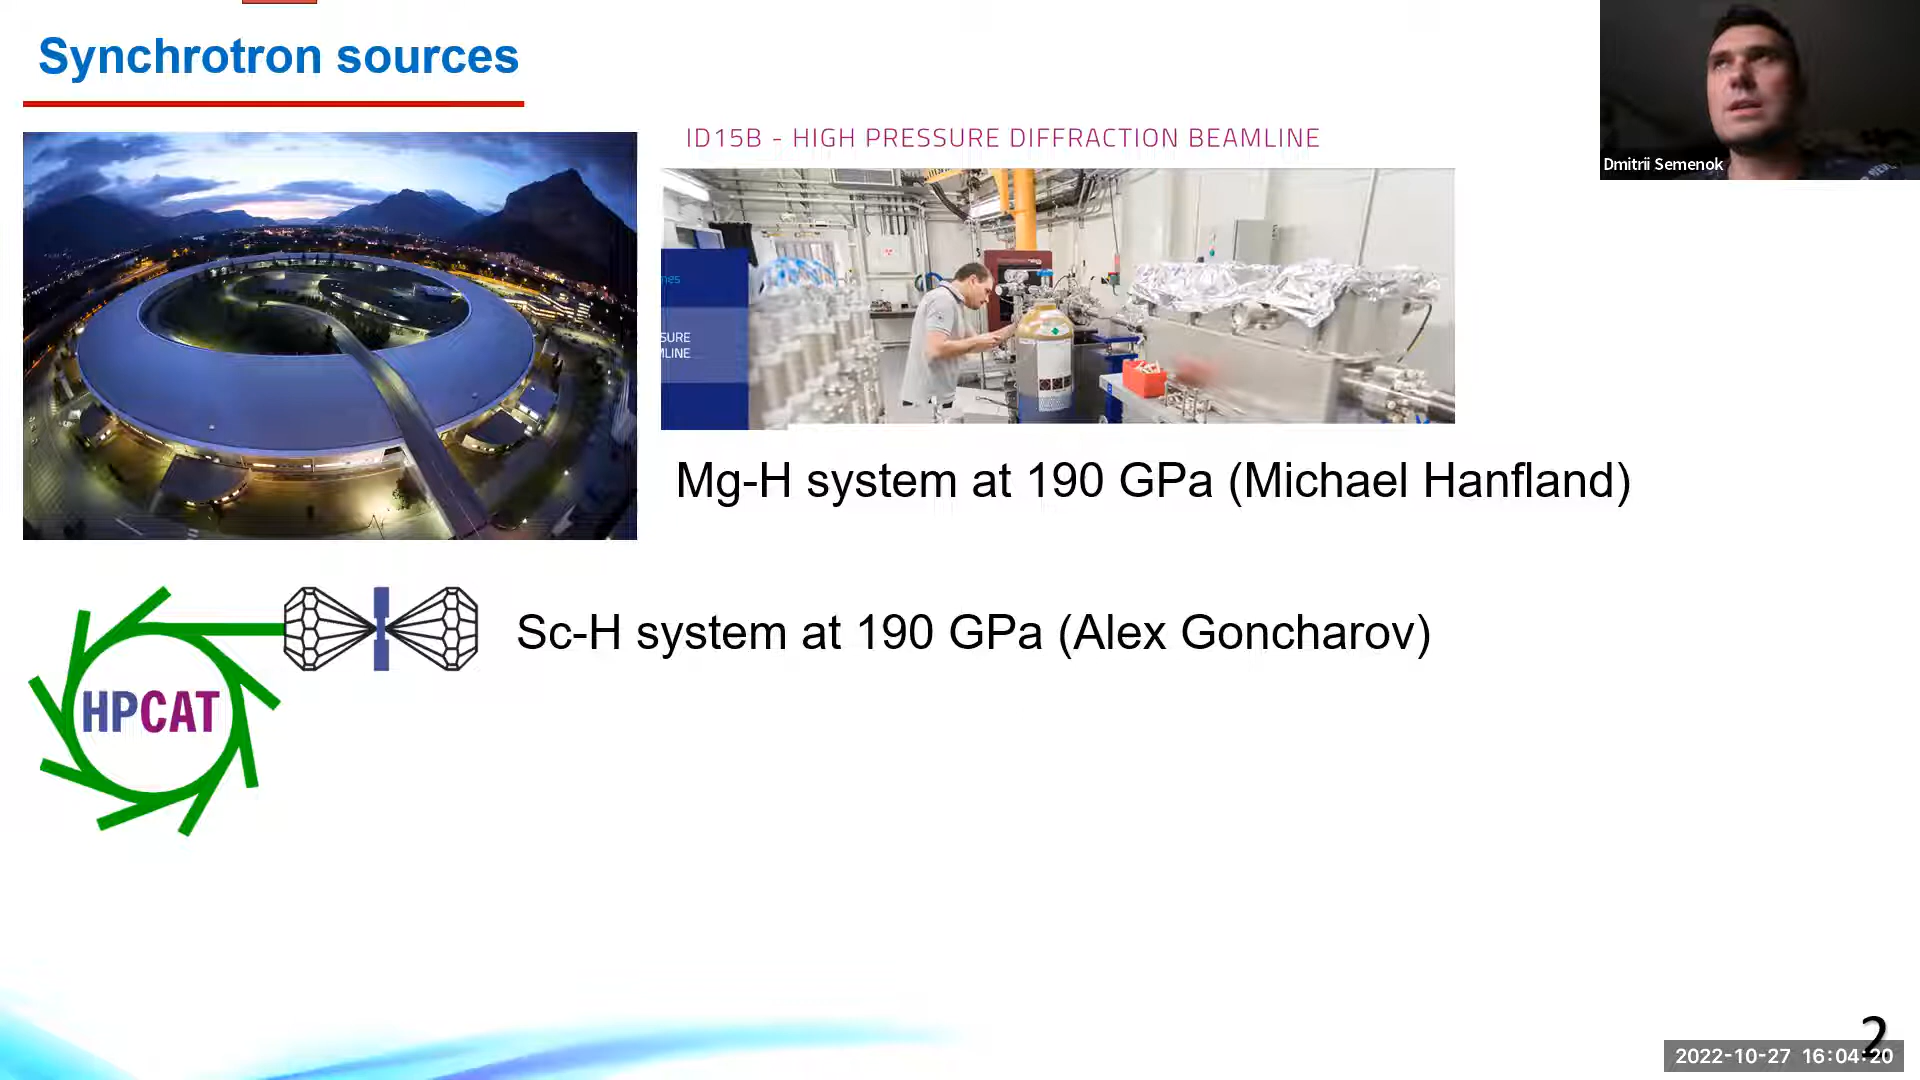 Synchrotron sources
ID15B - HIGH PRESSURE DIFFRACTION BEAMLINE
Dmitrii Semenok
SURE
Mg-H system at 190 GPa (Michael Hanfland)
Sc-H system at 190 GPa (Alex Goncharov)
HPCAT
2
2022-10-27 16:04:20